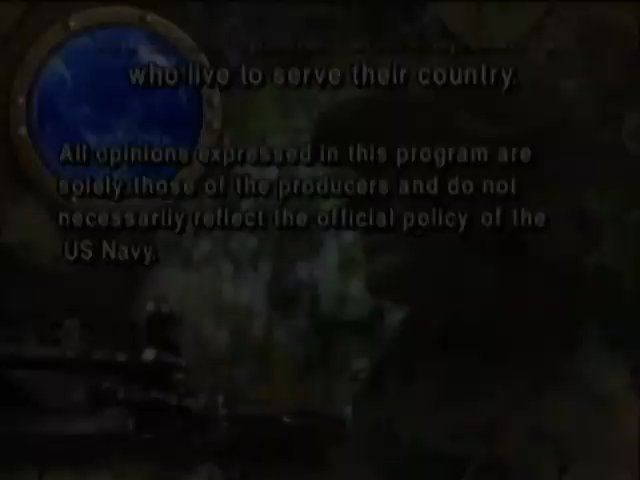 who live to serve their country.
All opinions expressed in this program are
solely those of the producers and do not
necessarily reflect the official policy of the
US Navy.